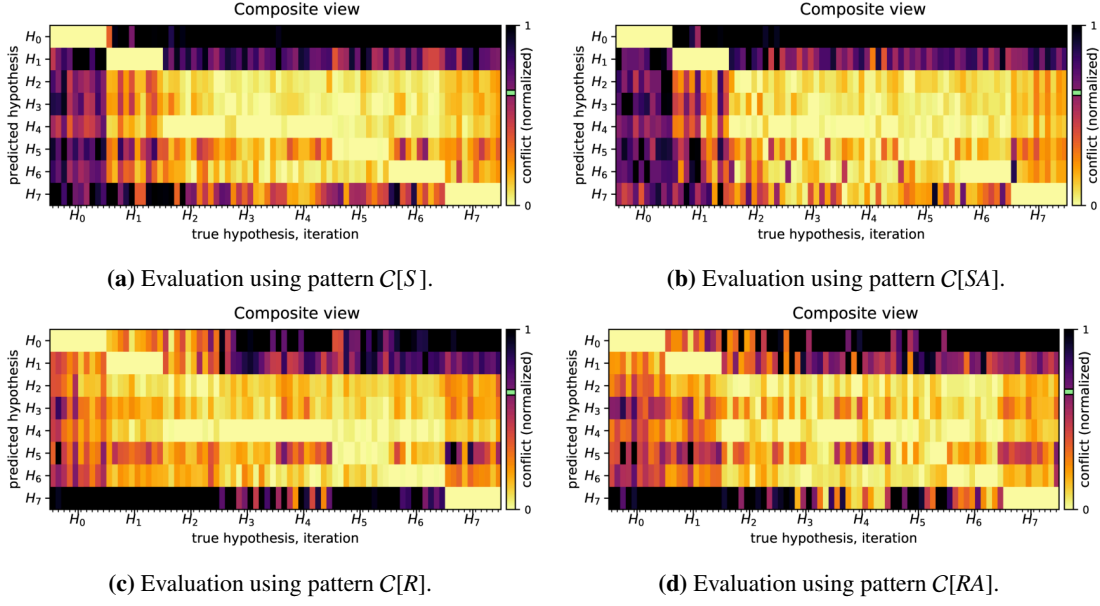 Composite view
predicted hypothesis
H0
H1
H2
H3
H4
H5
H6
H7
H0 H1 H2 H3 H4 H5 H6 H7
true hypothesis, iteration
1
conflict (normalized)
0
(a) Evaluation using pattern C[S].
Composite view
predicted hypothesis
H0
H1
H2
H3
H4
H5
H6
H7
H0 H1 H2 H3 H4 H5 H6 H7
true hypothesis, iteration
1
conflict (normalized)
0
(b) Evaluation using pattern C[SA].
Composite view
predicted hypothesis
H0
H1
H2
H3
H4
H5
H6
H7
H0 H1 H2 H3 H4 H5 H6 H7
true hypothesis, iteration
1
conflict (normalized)
0
(c) Evaluation using pattern C[R].
Composite view
predicted hypothesis
H0
H1
H2
H3
H4
H5
H6
H7
H0 H1 H2 H3 H4 H5 H6 H7
true hypothesis, iteration
1
conflict (normalized)
0
(d) Evaluation using pattern C[RA].